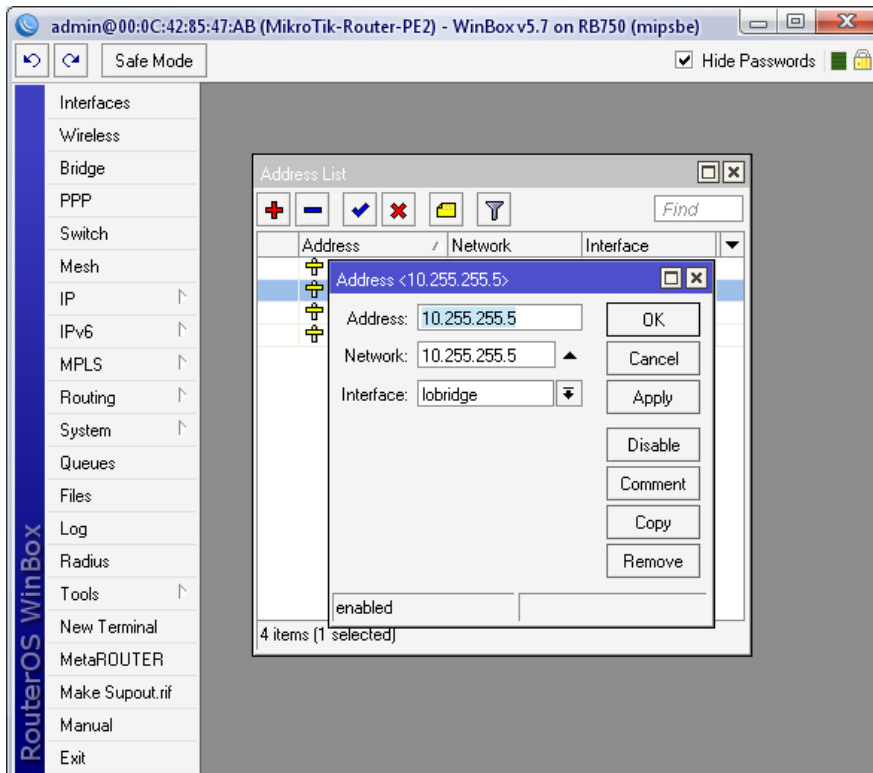 admin@00:0C:42:85:47:AB (MikroTik-Router-PE2) - WinBox v5.7 on RB750 (mipsbe)
Safe Mode
Hide Passwords
Interfaces
Wireless
Bridge
PPP
Switch
Mesh
IP
IPv6
MPLS
Routing
System
Queues
Files
Log
Radius
Tools
New Terminal
MetaROUTER
Make Supout.rif
Manual
Exit
RouterOS WinBox
Address List
Find
Address Network Interface
Address <10.255.255.5>
Address: 10.255.255.5 OK
Network: 10.255.255.5 Cancel
Interface: lobridge Apply
Disable
Comment
Copy
Remove
enabled
4 items (1 selected)